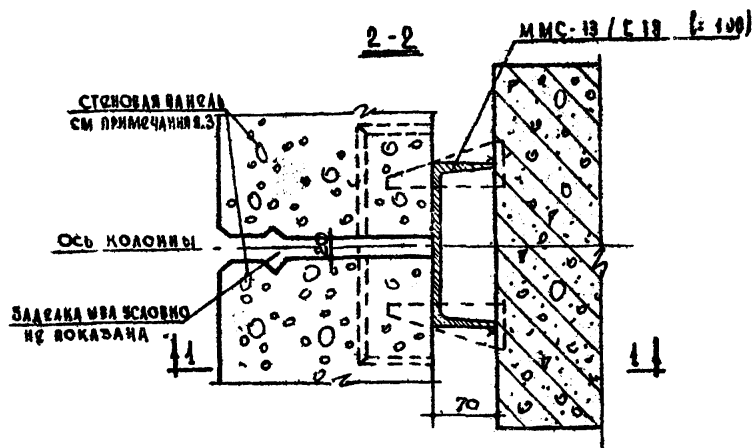 2-2
ММС-13 / [ 18 (ℓ=100)
СТЕНОВАЯ ПАНЕЛЬ
СМ ПРИМЕЧАНИЯ.3
ОСЬ КОЛОННЫ
20
ЗАДЕЛКА ШВА УСЛОВНО
НЕ ПОКАЗАНА
1
1
70